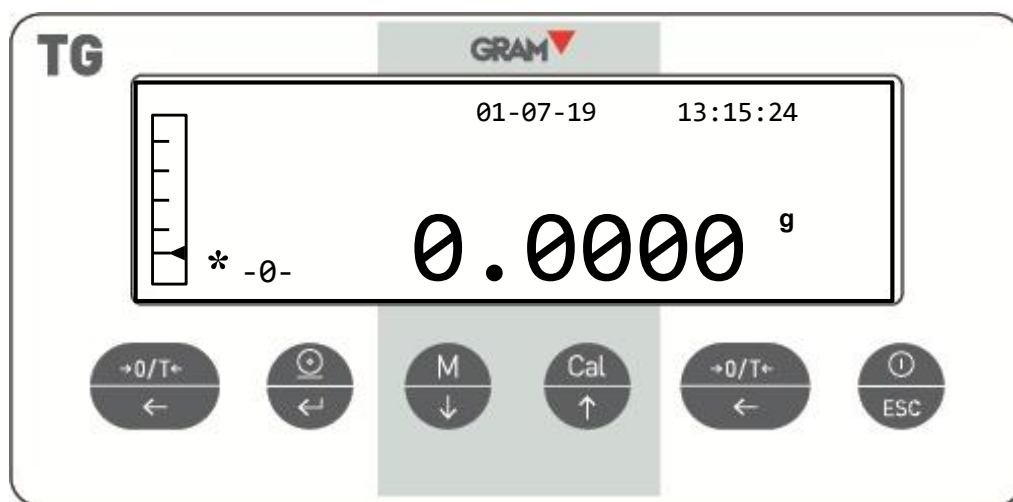 TG
GRAM
01-07-19 13:15:24
* -0- 0.0000 g
→0/T← M Cal →0/T←
← ↵ ↓ ↑ ← ESC